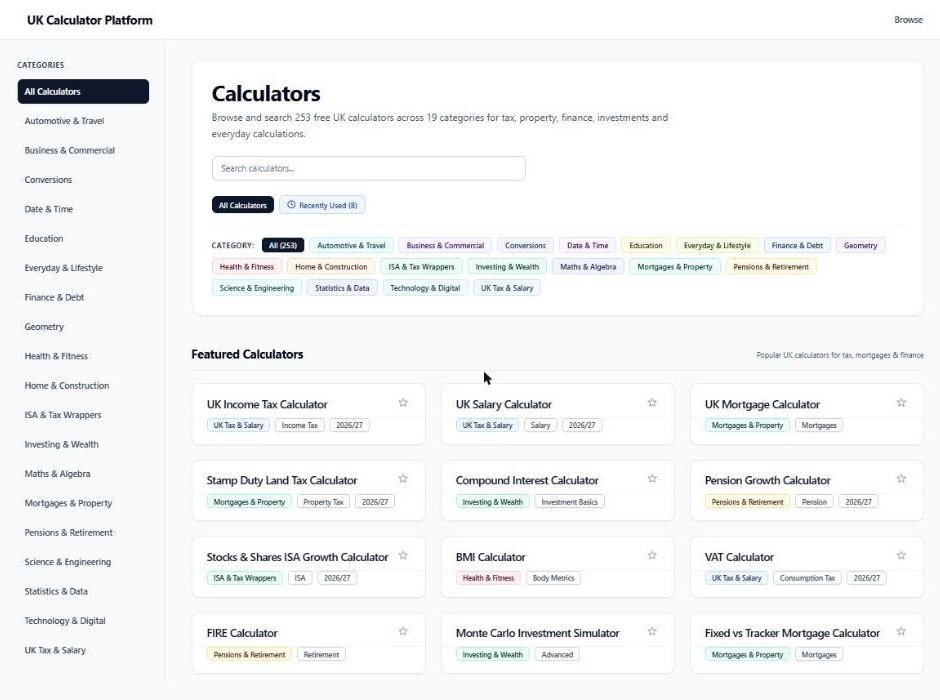 UK Calculator Platform
Browse
CATEGORIES
All Calculators
Automotive & Travel
Business & Commercial
Conversions
Date & Time
Education
Everyday & Lifestyle
Finance & Debt
Geometry
Health & Fitness
Home & Construction
ISA & Tax Wrappers
Investing & Wealth
Maths & Algebra
Mortgages & Property
Pensions & Retirement
Science & Engineering
Statistics & Data
Technology & Digital
UK Tax & Salary
Calculators
Browse and search 253 free UK calculators across 19 categories for tax, property, finance, investments and
everyday calculations.
Search calculators...
All Calculators Recently Used (8)
CATEGORY: All (253) Automotive & Travel Business & Commercial Conversions Date & Time Education Everyday & Lifestyle Finance & Debt Geometry
Health & Fitness Home & Construction ISA & Tax Wrappers Investing & Wealth Maths & Algebra Mortgages & Property Pensions & Retirement
Science & Engineering Statistics & Data Technology & Digital UK Tax & Salary
Featured Calculators
Popular UK calculators for tax, mortgages & finance
UK Income Tax Calculator
UK Tax & Salary Income Tax 2026/27
UK Salary Calculator
UK Tax & Salary Salary 2026/27
UK Mortgage Calculator
Mortgages & Property Mortgages
Stamp Duty Land Tax Calculator
Mortgages & Property Property Tax 2026/27
Compound Interest Calculator
Investing & Wealth Investment Basics
Pension Growth Calculator
Pensions & Retirement Pension 2026/27
Stocks & Shares ISA Growth Calculator
ISA & Tax Wrappers ISA 2026/27
BMI Calculator
Health & Fitness Body Metrics
VAT Calculator
UK Tax & Salary Consumption Tax 2026/27
FIRE Calculator
Pensions & Retirement Retirement
Monte Carlo Investment Simulator
Investing & Wealth Advanced
Fixed vs Tracker Mortgage Calculator
Mortgages & Property Mortgages